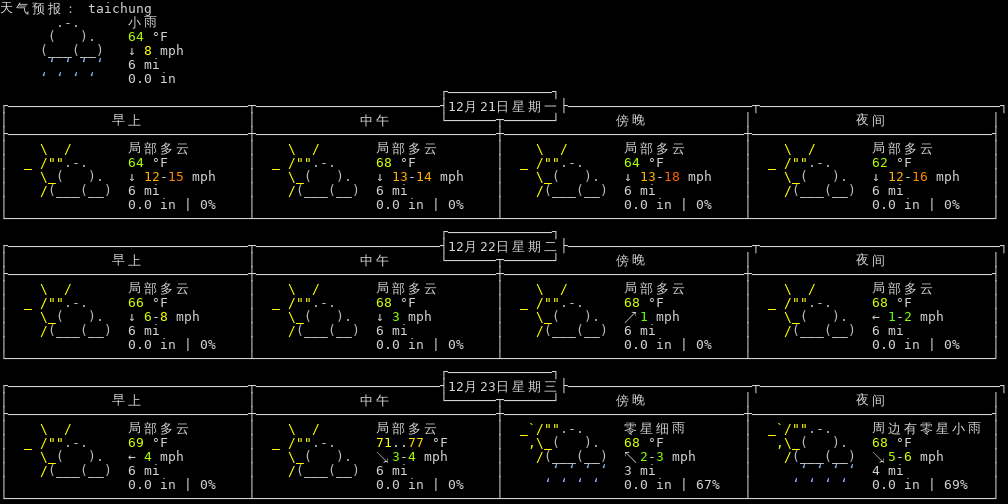 天气预报： taichung
小雨
64 °F
↓ 8 mph
6 mi
0.0 in
12月21日星期一
早上 中午 傍晚 夜间
局部多云 局部多云 局部多云 局部多云
64 °F 68 °F 64 °F 62 °F
↓ 12-15 mph ↓ 13-14 mph ↓ 13-18 mph ↓ 12-16 mph
6 mi 6 mi 6 mi 6 mi
0.0 in | 0% 0.0 in | 0% 0.0 in | 0% 0.0 in | 0%
12月22日星期二
早上 中午 傍晚 夜间
局部多云 局部多云 局部多云 局部多云
66 °F 68 °F 68 °F 68 °F
↓ 6-8 mph ↓ 3 mph ↗ 1 mph ← 1-2 mph
6 mi 6 mi 6 mi 6 mi
0.0 in | 0% 0.0 in | 0% 0.0 in | 0% 0.0 in | 0%
12月23日星期三
早上 中午 傍晚 夜间
局部多云 局部多云 零星细雨 周边有零星小雨
69 °F 71..77 °F 68 °F 68 °F
← 4 mph ↘ 3-4 mph ↖ 2-3 mph ↘ 5-6 mph
6 mi 6 mi 3 mi 4 mi
0.0 in | 0% 0.0 in | 0% 0.0 in | 67% 0.0 in | 69%